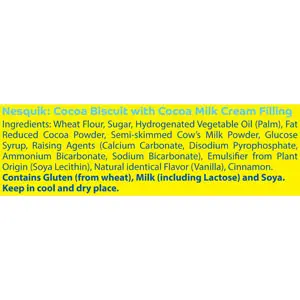 Nesquik: Cocoa Biscuit with Cocoa Milk Cream Filling
Ingredients: Wheat Flour, Sugar, Hydrogenated Vegetable Oil (Palm), Fat
Reduced Cocoa Powder, Semi-skimmed Cow's Milk Powder, Glucose
Syrup, Raising Agents (Calcium Carbonate, Disodium Pyrophosphate,
Ammonium Bicarbonate, Sodium Bicarbonate), Emulsifier from Plant
Origin (Soya Lecithin), Natural identical Flavor (Vanilla), Cinnamon.
Contains Gluten (from wheat), Milk (including Lactose) and Soya.
Keep in cool and dry place.